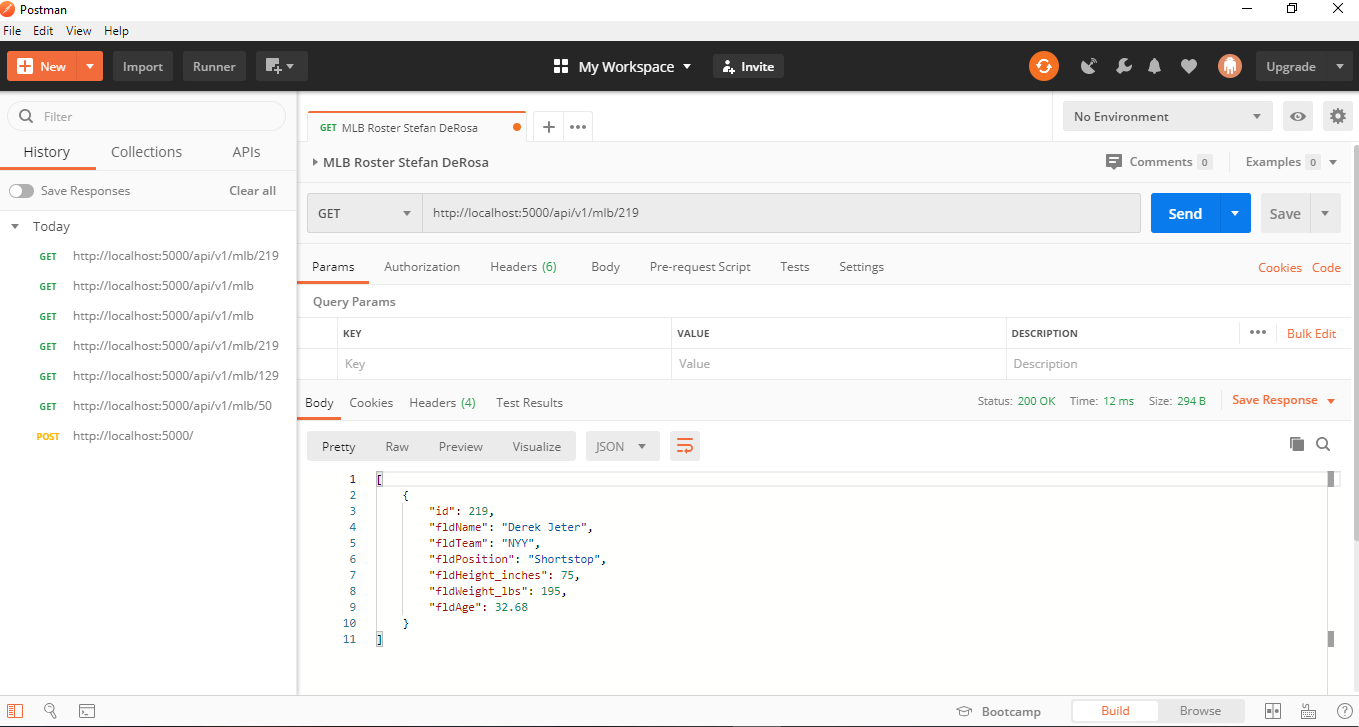 Postman
File Edit View Help
New Import Runner My Workspace Invite Upgrade
Filter
History Collections APIs
Save Responses Clear all
Today
GET http://localhost:5000/api/v1/mlb/219
GET http://localhost:5000/api/v1/mlb
GET http://localhost:5000/api/v1/mlb
GET http://localhost:5000/api/v1/mlb/219
GET http://localhost:5000/api/v1/mlb/129
GET http://localhost:5000/api/v1/mlb/50
POST http://localhost:5000/
GET MLB Roster Stefan DeRosa
No Environment
MLB Roster Stefan DeRosa
Comments 0 Examples 0
GET http://localhost:5000/api/v1/mlb/219 Send Save
Params Authorization Headers (6) Body Pre-request Script Tests Settings Cookies Code
Query Params
KEY VALUE DESCRIPTION Bulk Edit
Key Value Description
Body Cookies Headers (4) Test Results Status: 200 OK Time: 12 ms Size: 294 B Save Response
Pretty Raw Preview Visualize JSON
1 [
2 {
3 "id": 219,
4 "fldName": "Derek Jeter",
5 "fldTeam": "NYY",
6 "fldPosition": "Shortstop",
7 "fldHeight_inches": 75,
8 "fldWeight_lbs": 195,
9 "fldAge": 32.68
10 }
11 ]
Bootcamp Build Browse